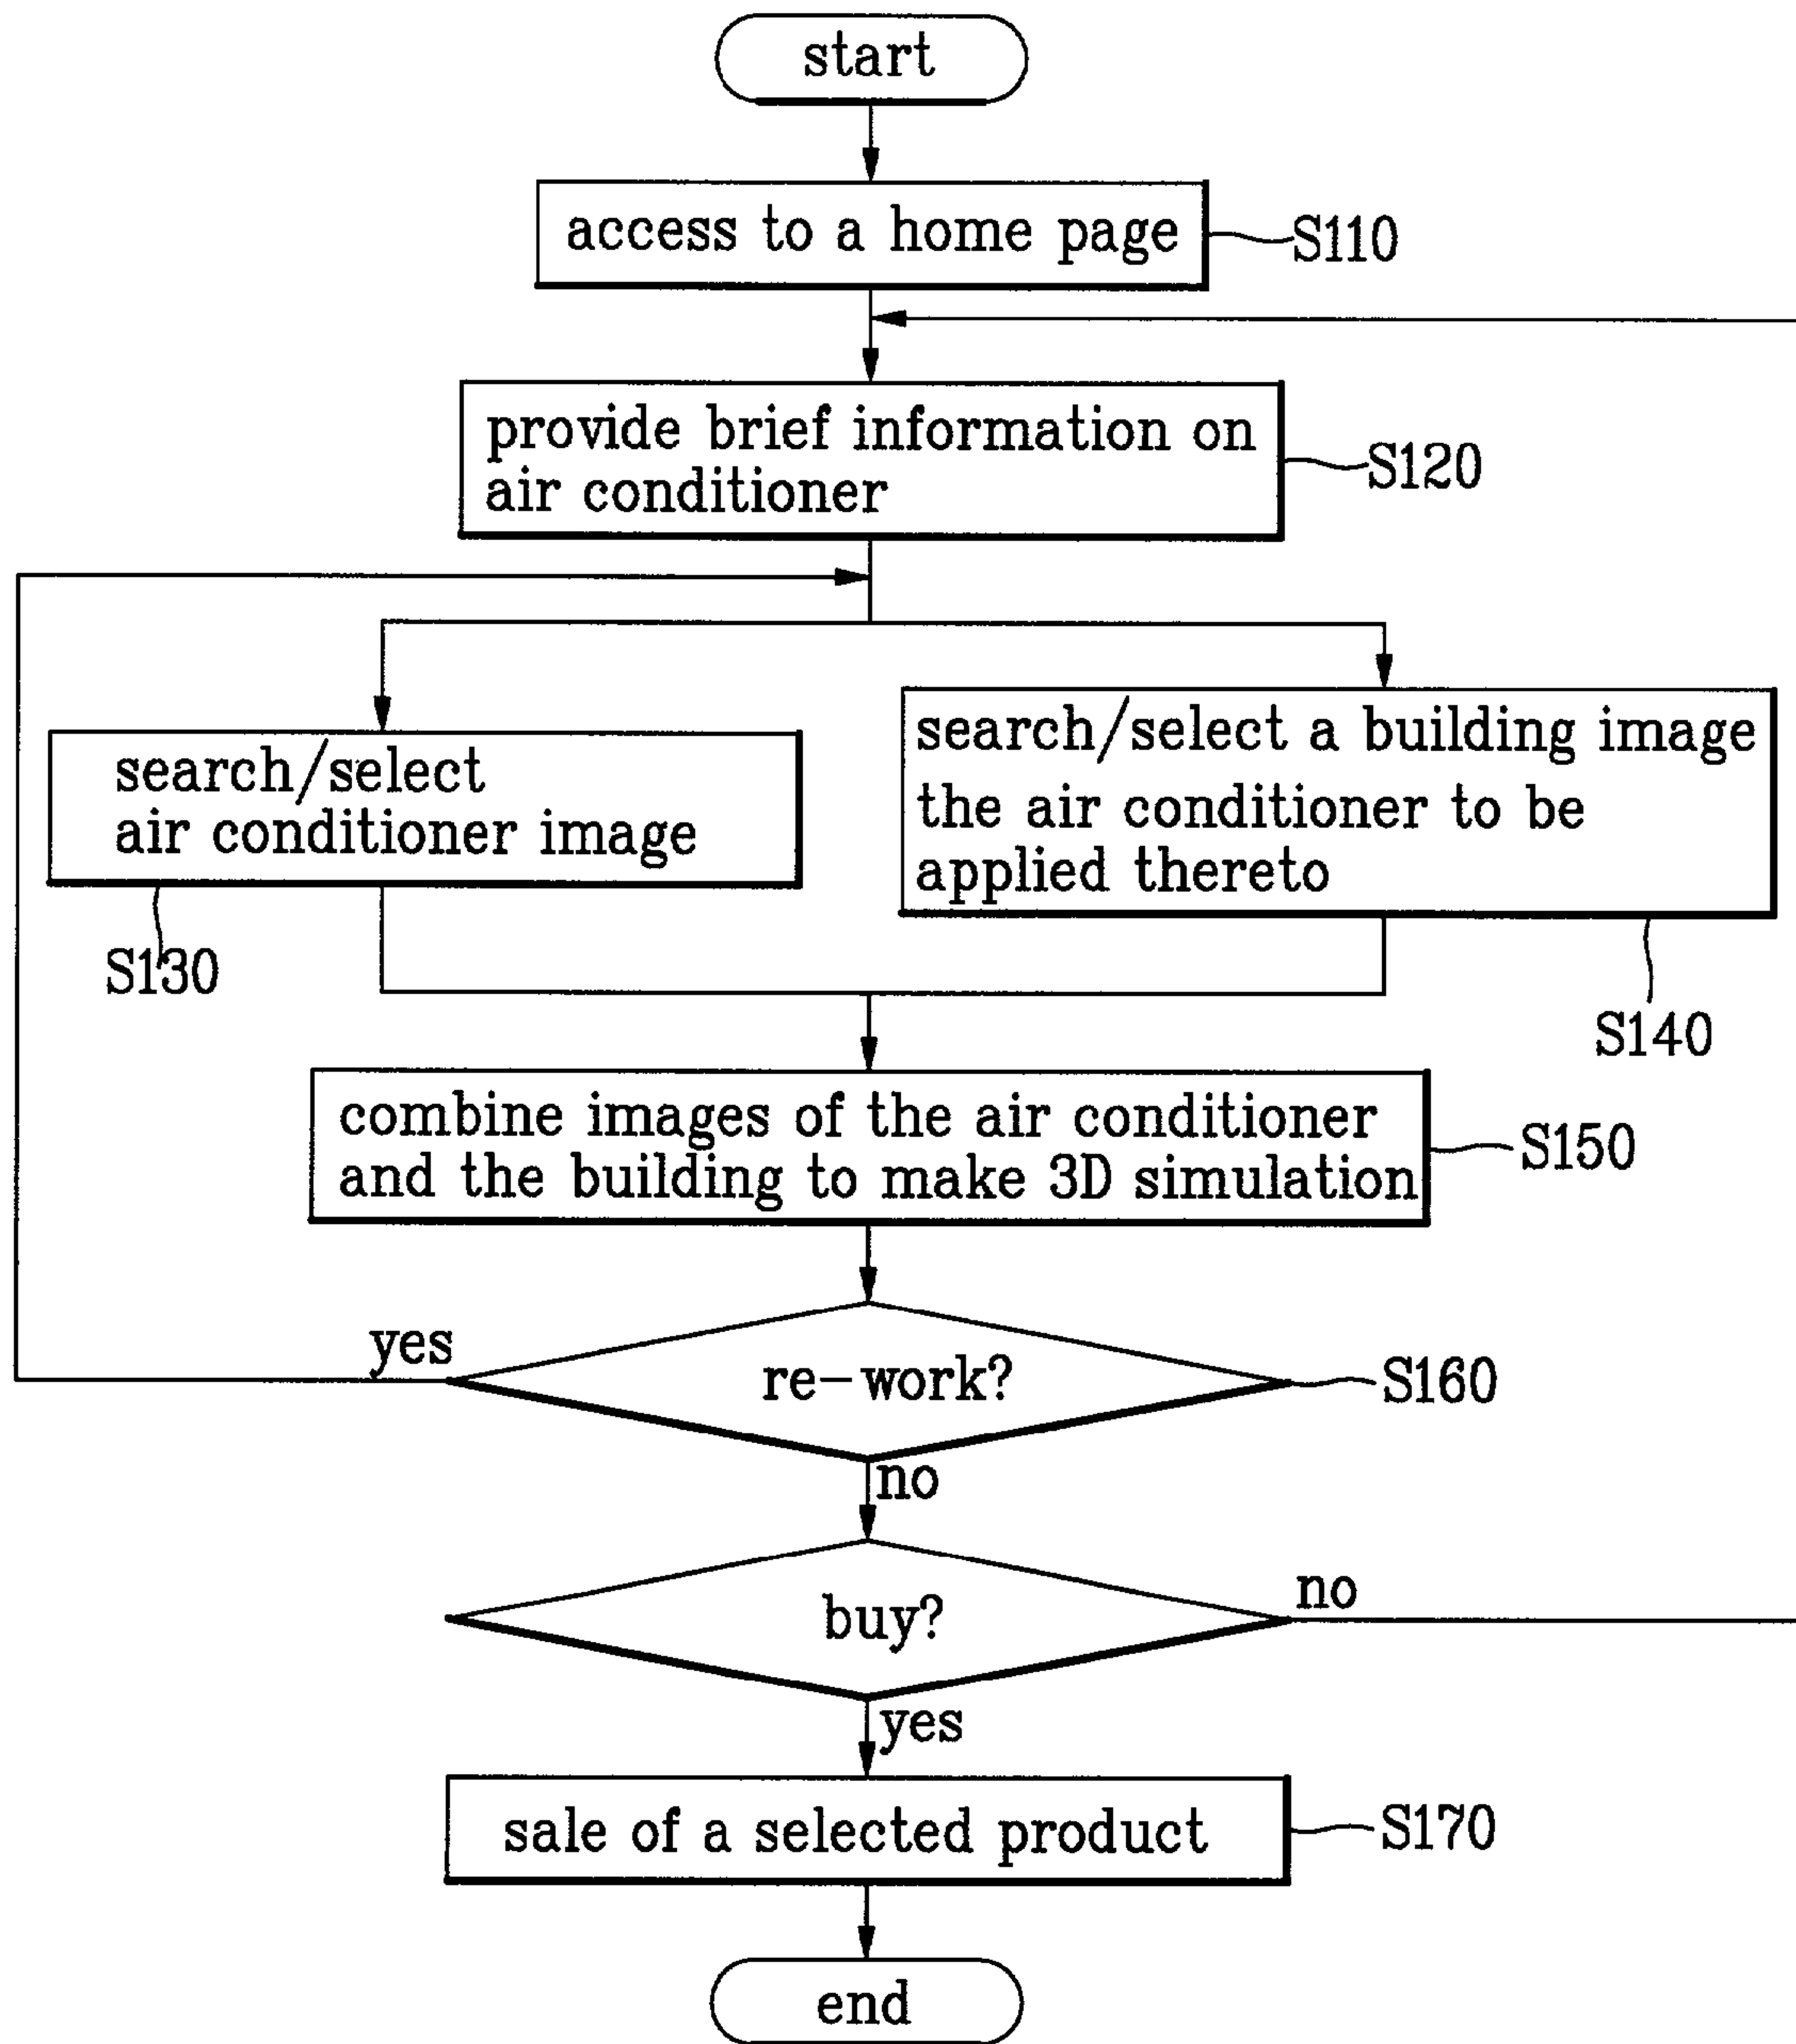 start
access to a home page
S110
provide brief information on
air conditioner
S120
search/select
air conditioner image
S130
search/select a building image
the air conditioner to be
applied thereto
S140
combine images of the air conditioner
and the building to make 3D simulation
S150
yes
re-work?
S160
no
buy?
no
yes
sale of a selected product
S170
end